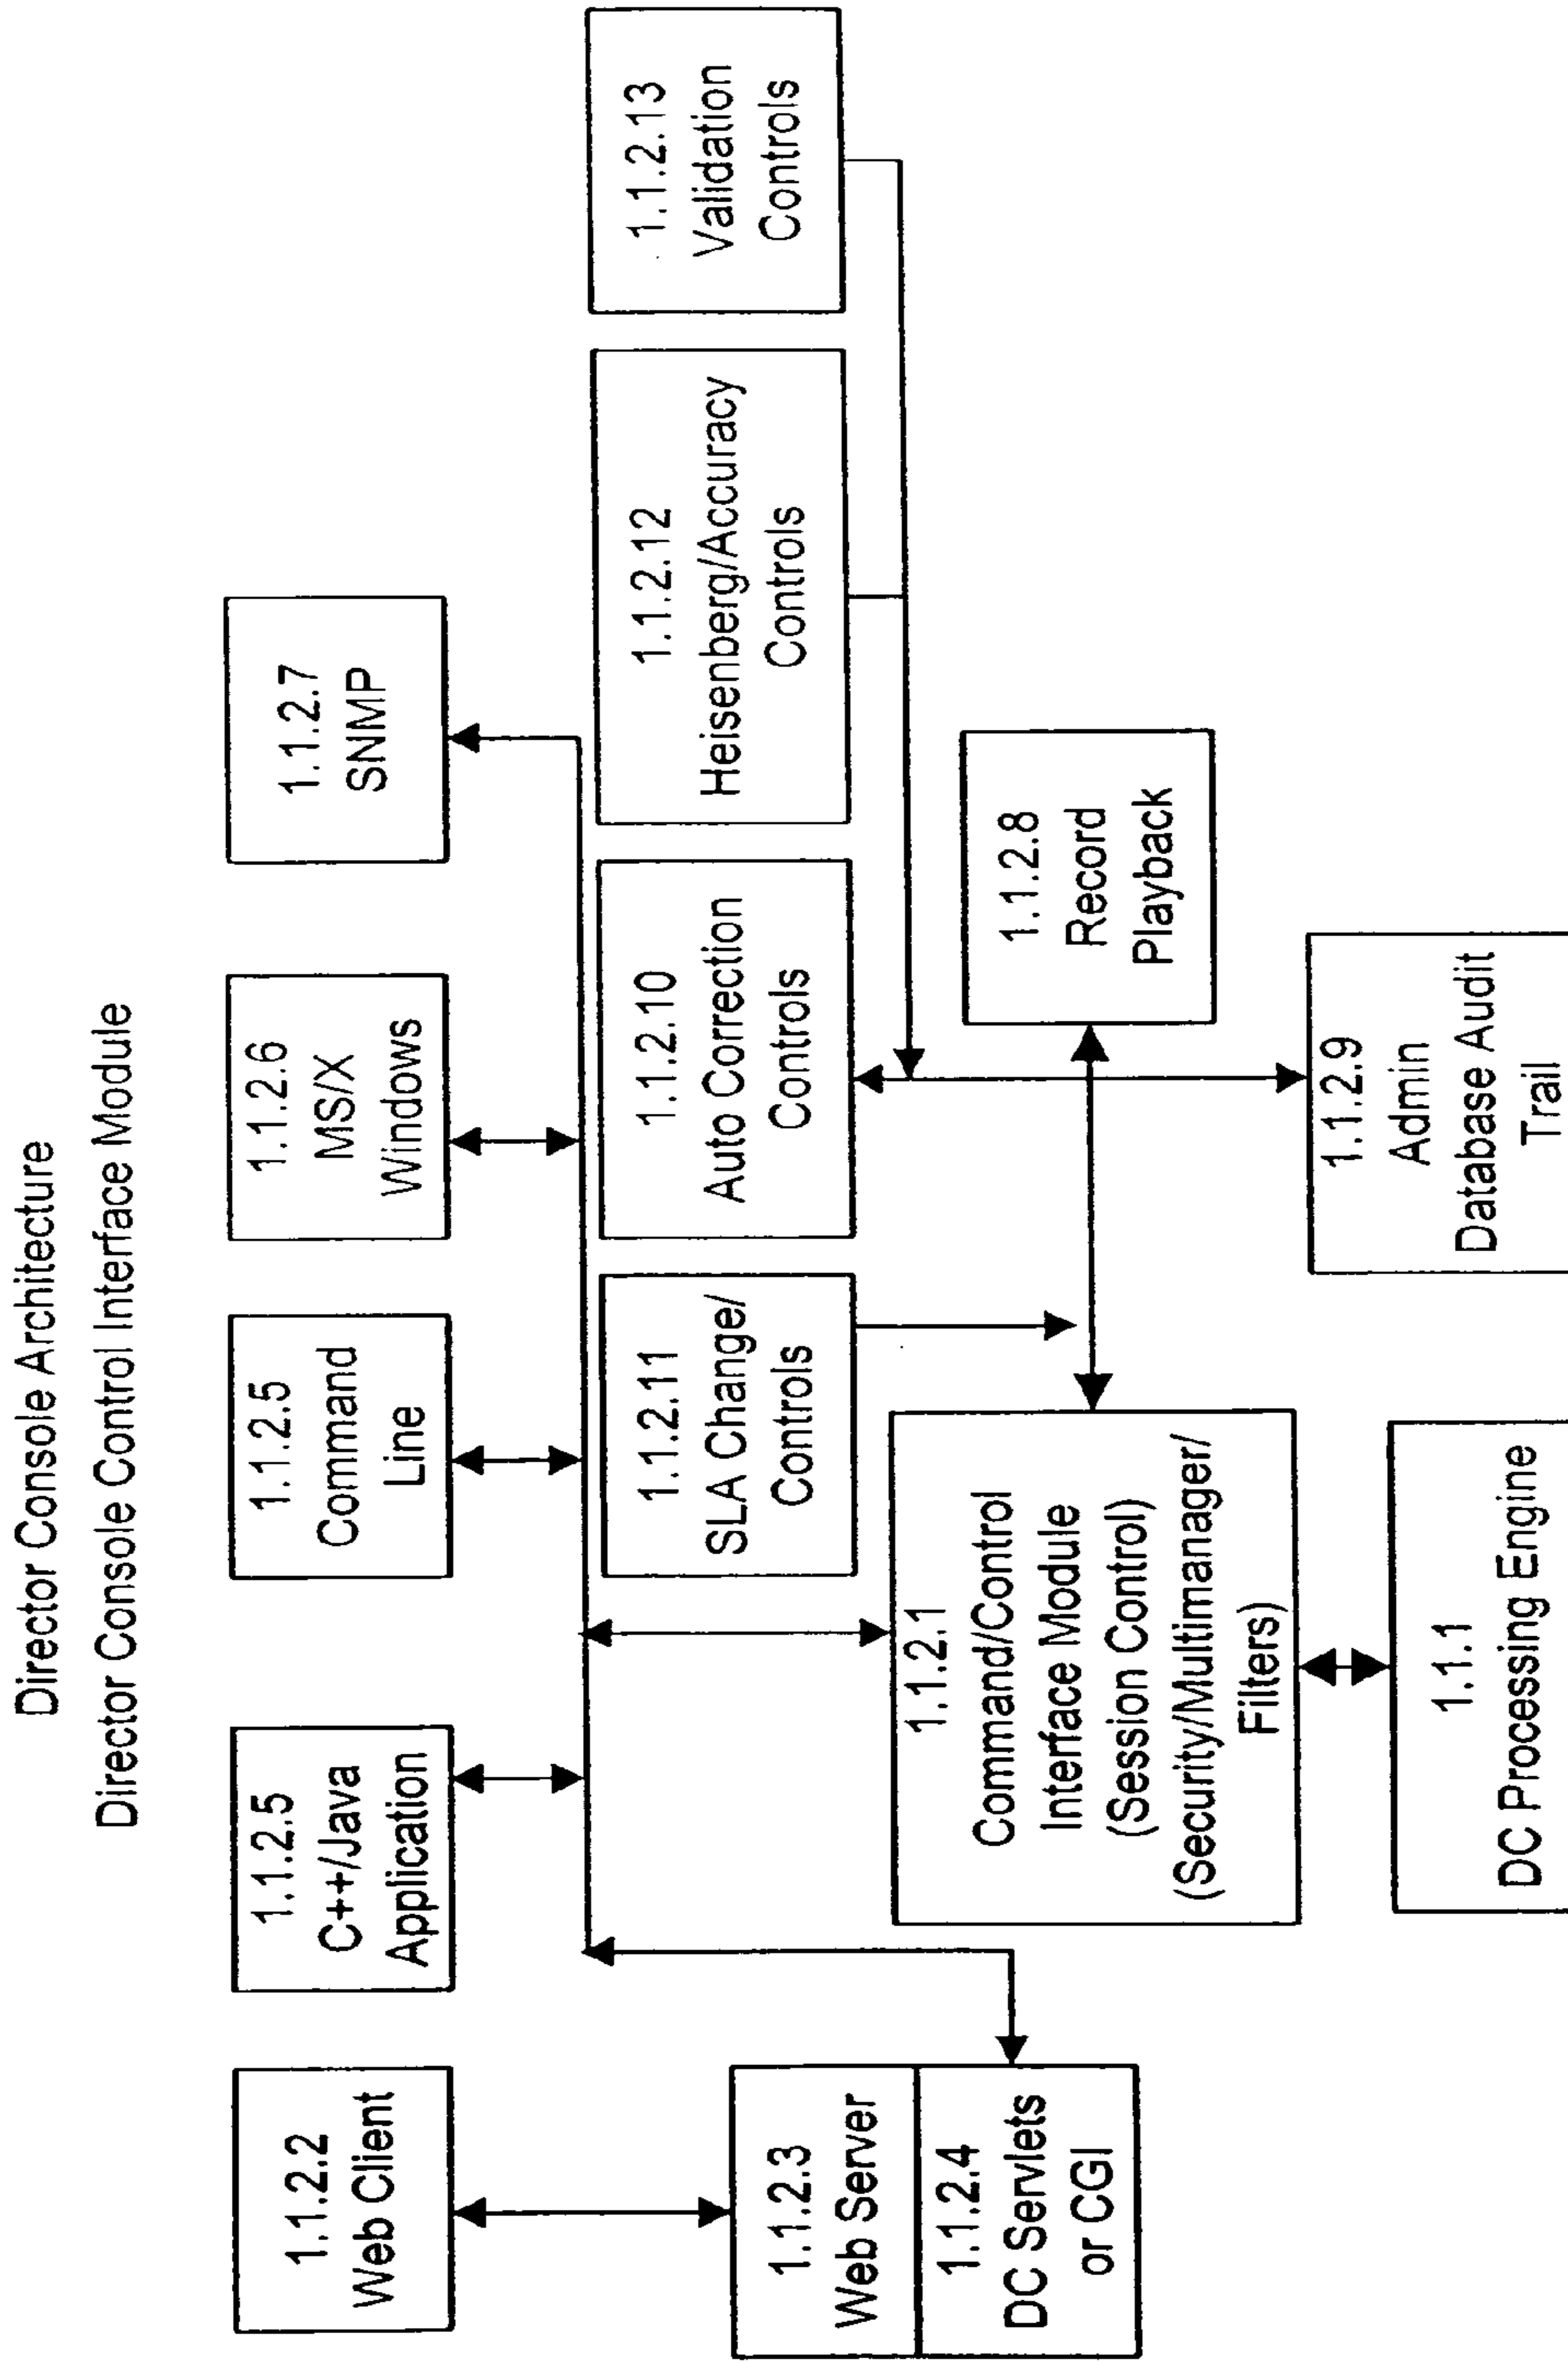 Director Console Architecture
Director Console Control Interface Module
1.1.2.2
Web Client
1.1.2.5
C++/Java
Application
1.1.2.5
Command
Line
1.1.2.6
MS/X
Windows
1.1.2.7
SNMP
1.1.2.11
SLA Change/
Controls
1.1.2.10
Auto Correction
Controls
1.1.2.12
Heisenberg/Accuracy
Controls
1.1.2.13
Validation
Controls
1.1.2.3
Web Server
1.1.2.4
DC Servlets
or CGI
1.1.2.1
Command/Control
Interface Module
(Session Control)
(Security/Multimanager/
Filters)
1.1.2.8
Record
Playback
1.1.1
DC Processing Engine
1.1.2.9
Admin
Database Audit
Trail